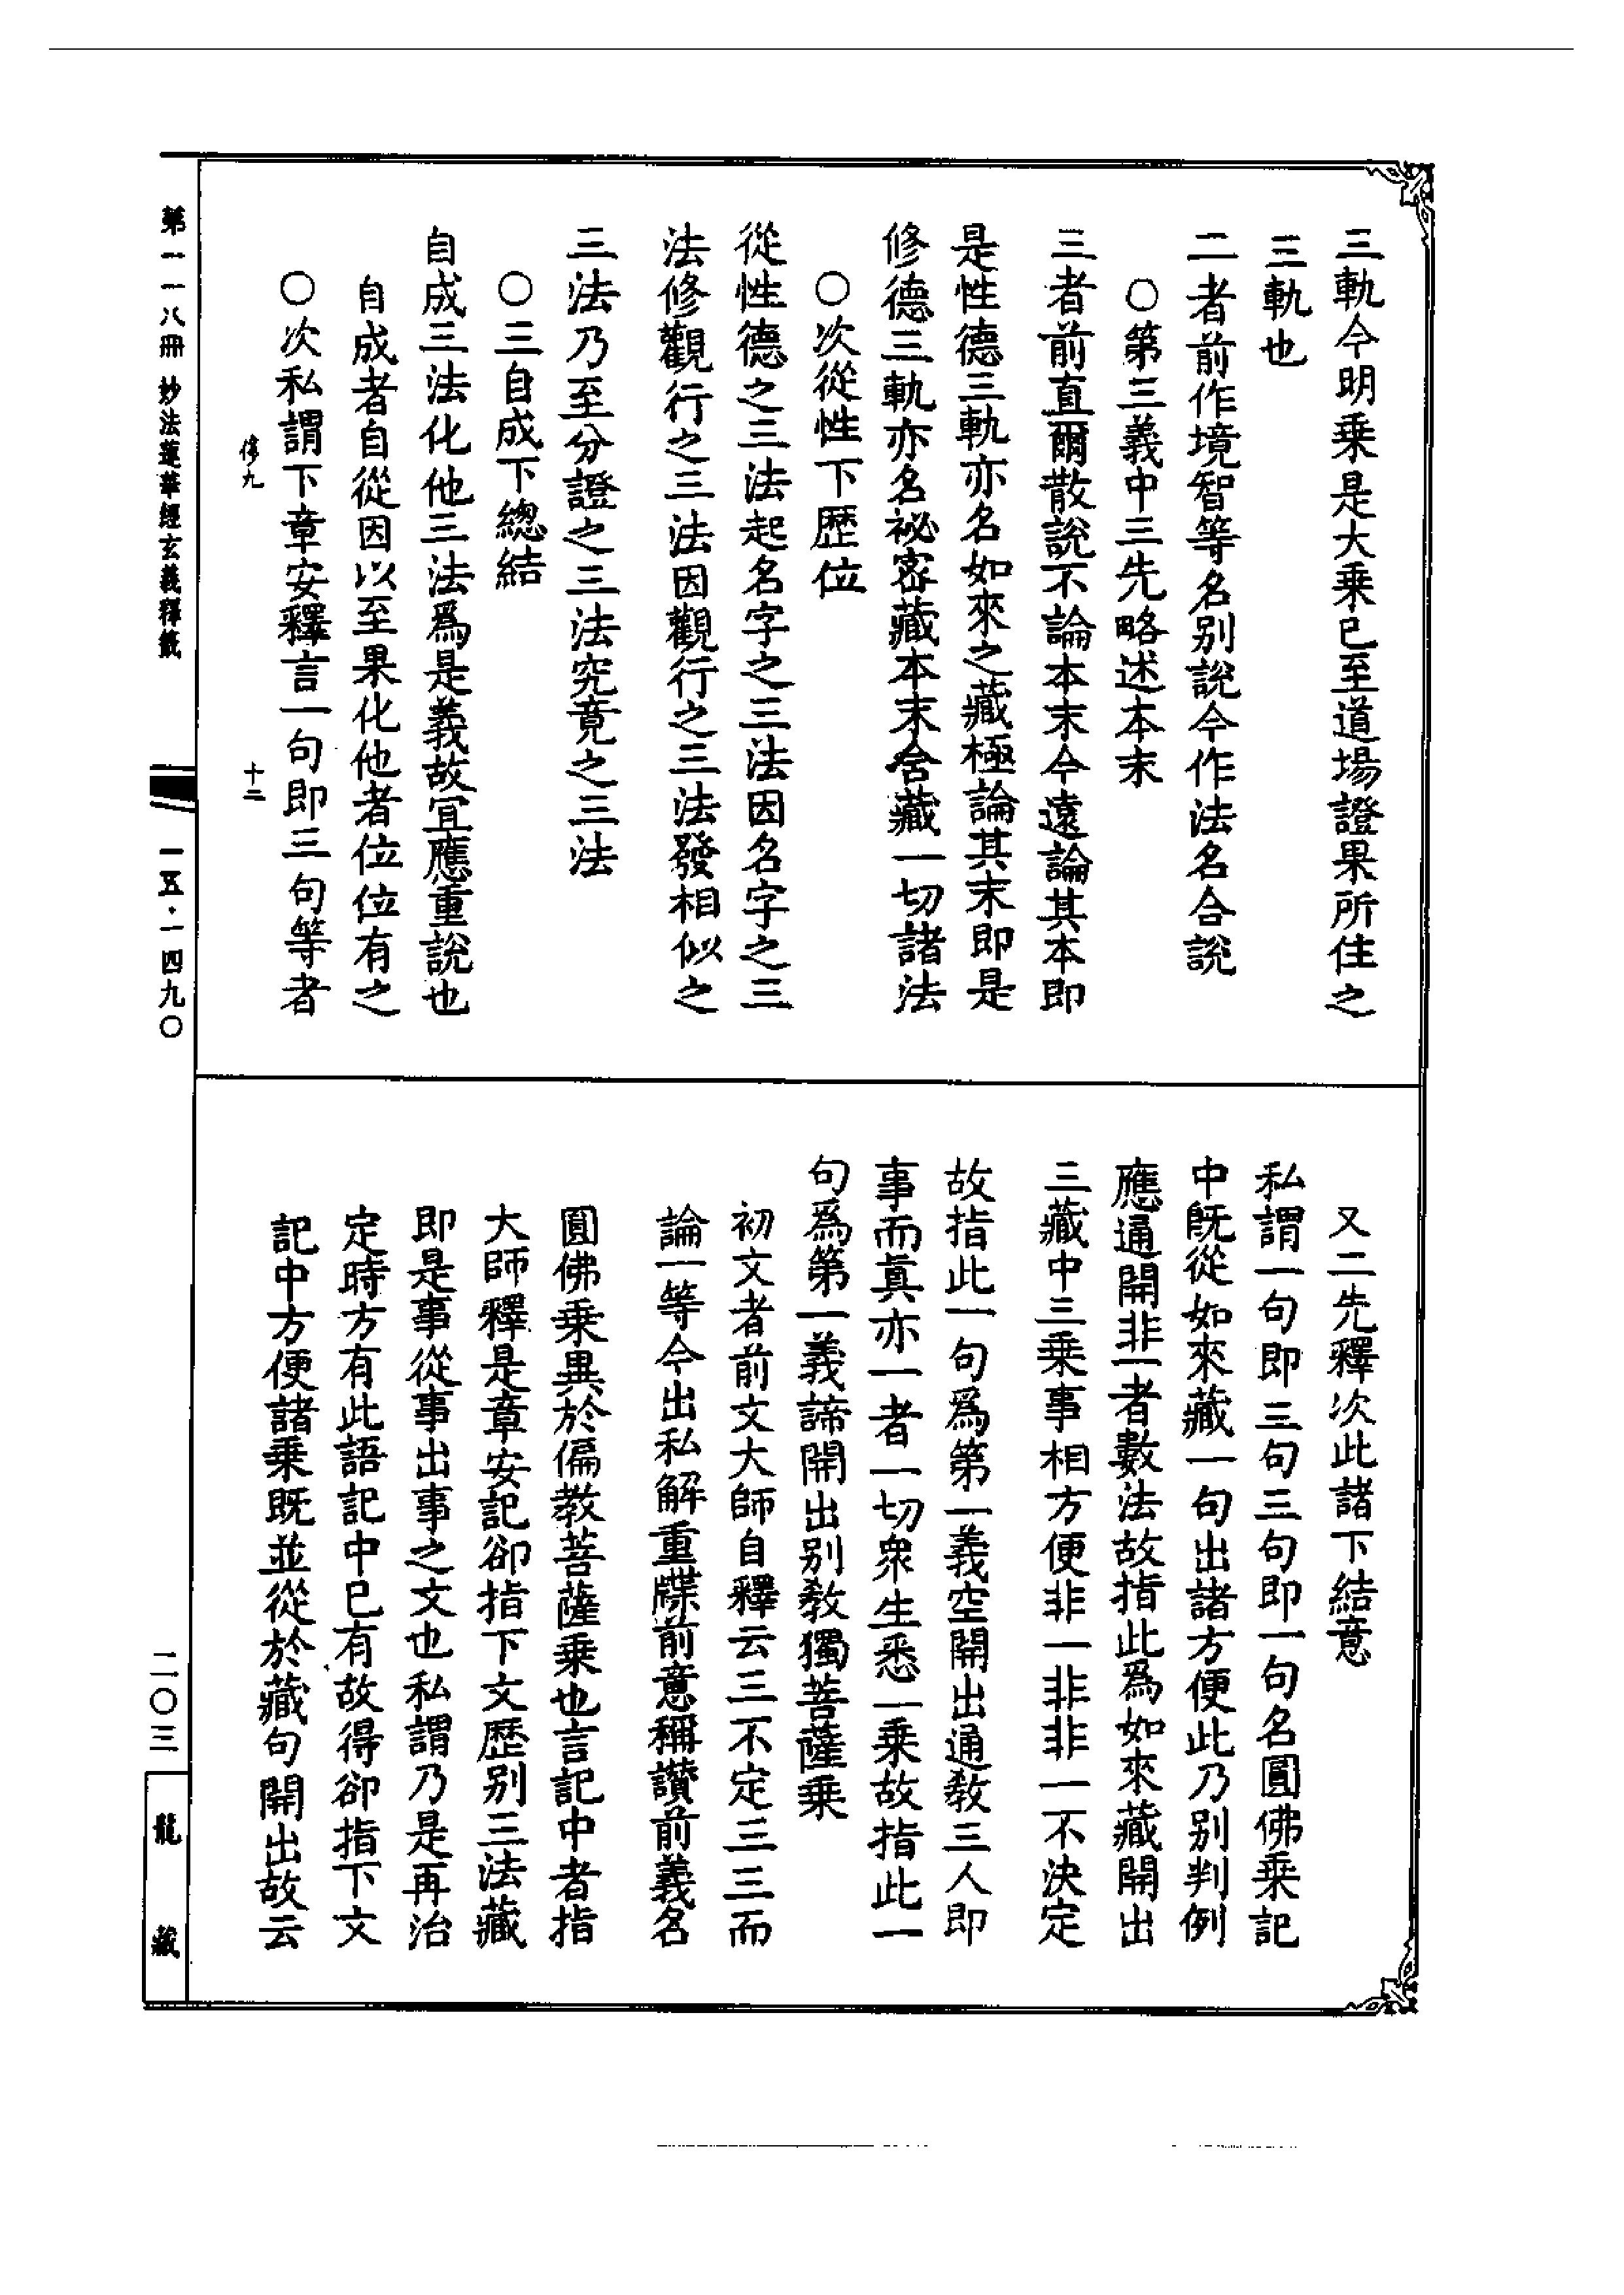 三軌今明乗是大乗已至道場證果所住之
三軌也
二者前作境智等名别說今作法名合說
〇第三義中三先略述本末
三者前直爾散說不論本末今遠論其本即
是性德三軌亦名如來之藏極論其末即是
修德三軌亦名祕密藏本末含藏一切諸法
〇次從性下歷位
從性德之三法起名字之三法因名字之三
法修觀行之三法因觀行之三法發相似之
三法乃至分證之三法究竟之三法
〇三自成下總結
自成三法化他三法爲是義故宜應重說也
自成者自從因以至果化他者位位有之
〇次私謂下章安釋言一句即三句等者
又二先釋次此諸下結意
私謂一句即三句三句即一句名圓佛乗記
中旣從如來藏一句出諸方便此乃别判例
應通開非一者數法故指此爲如來藏開出
三藏中三乗事相方便非一非非一不決定
故指此一句爲第一義空開出通敎三人即
事而眞亦一者一切衆生悉一乗故指此一
句爲第一義諦開出别敎獨菩薩乗
初文者前文大師自釋云三不定三三而
論一等今出私解重牒前意稱讚前義名
圓佛乗異於偏教菩薩乗也言記中者指
大師釋是章安記卻指下文歷别三法藏
即是事從事出事之文也私謂乃是再治
定時方有此語記中已有故得卻指下文
記中方便諸乗既並從於藏句開出故云
第一一八冊 妙法蓮華經玄義釋籤
十二
一五·一四九〇
二〇三
龍藏